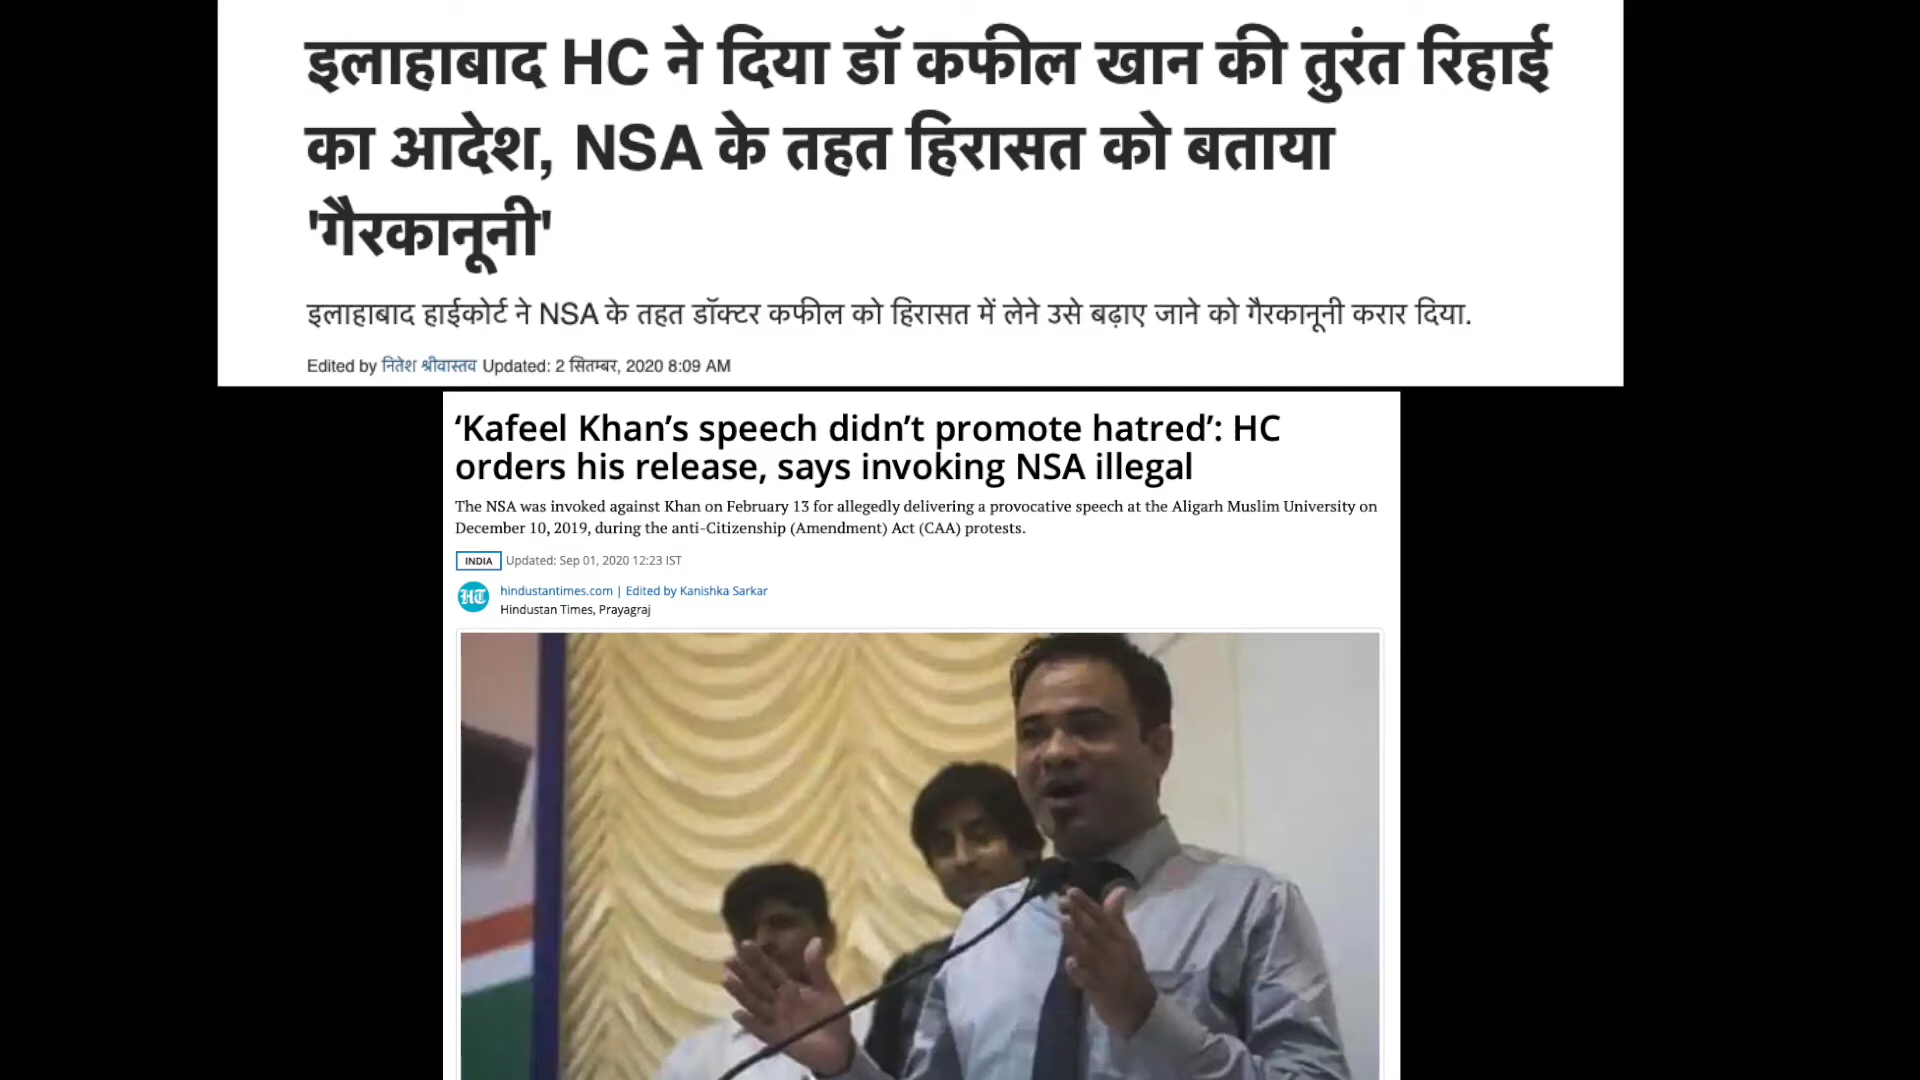 इलाहाबाद HC ने दिया डॉ कफील खान की तुरंत रिहाई
का आदेश, NSA के तहत हिरासत को बताया
'गैरकानूनी'
इलाहाबाद हाईकोर्ट ने NSA के तहत डॉक्टर कफील को हिरासत में लेने उसे बढ़ाए जाने को गैरकानूनी करार दिया.
Edited by नितेश श्रीवास्तव Updated: 2 सितम्बर, 2020 8:09 AM
‘Kafeel Khan’s speech didn’t promote hatred’: HC
orders his release, says invoking NSA illegal
The NSA was invoked against Khan on February 13 for allegedly delivering a provocative speech at the Aligarh Muslim University on
December 10, 2019, during the anti-Citizenship (Amendment) Act (CAA) protests.
INDIA Updated: Sep 01, 2020 12:23 IST
HT hindustantimes.com | Edited by Kanishka Sarkar
Hindustan Times, Prayagraj